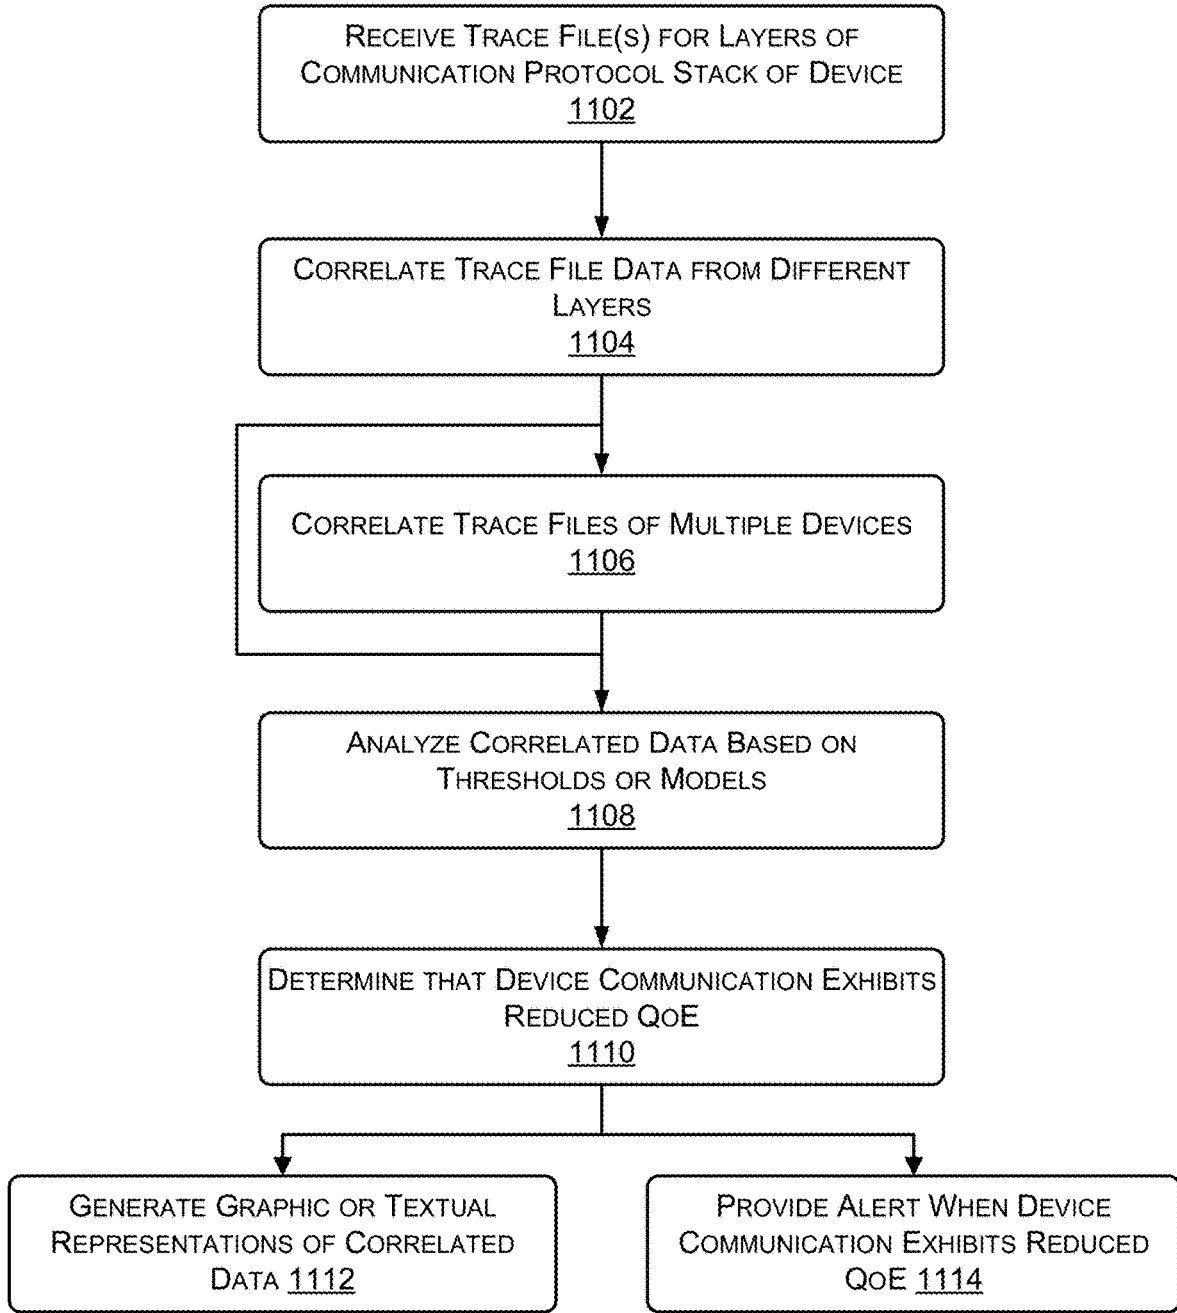 RECEIVE TRACE FILE(S) FOR LAYERS OF
COMMUNICATION PROTOCOL STACK OF DEVICE
1102
CORRELATE TRACE FILE DATA FROM DIFFERENT
LAYERS
1104
CORRELATE TRACE FILES OF MULTIPLE DEVICES
1106
ANALYZE CORRELATED DATA BASED ON
THRESHOLDS OR MODELS
1108
DETERMINE THAT DEVICE COMMUNICATION EXHIBITS
REDUCED QOE
1110
GENERATE GRAPHIC OR TEXTUAL
REPRESENTATIONS OF CORRELATED
DATA 1112
PROVIDE ALERT WHEN DEVICE
COMMUNICATION EXHIBITS REDUCED
QOE 1114